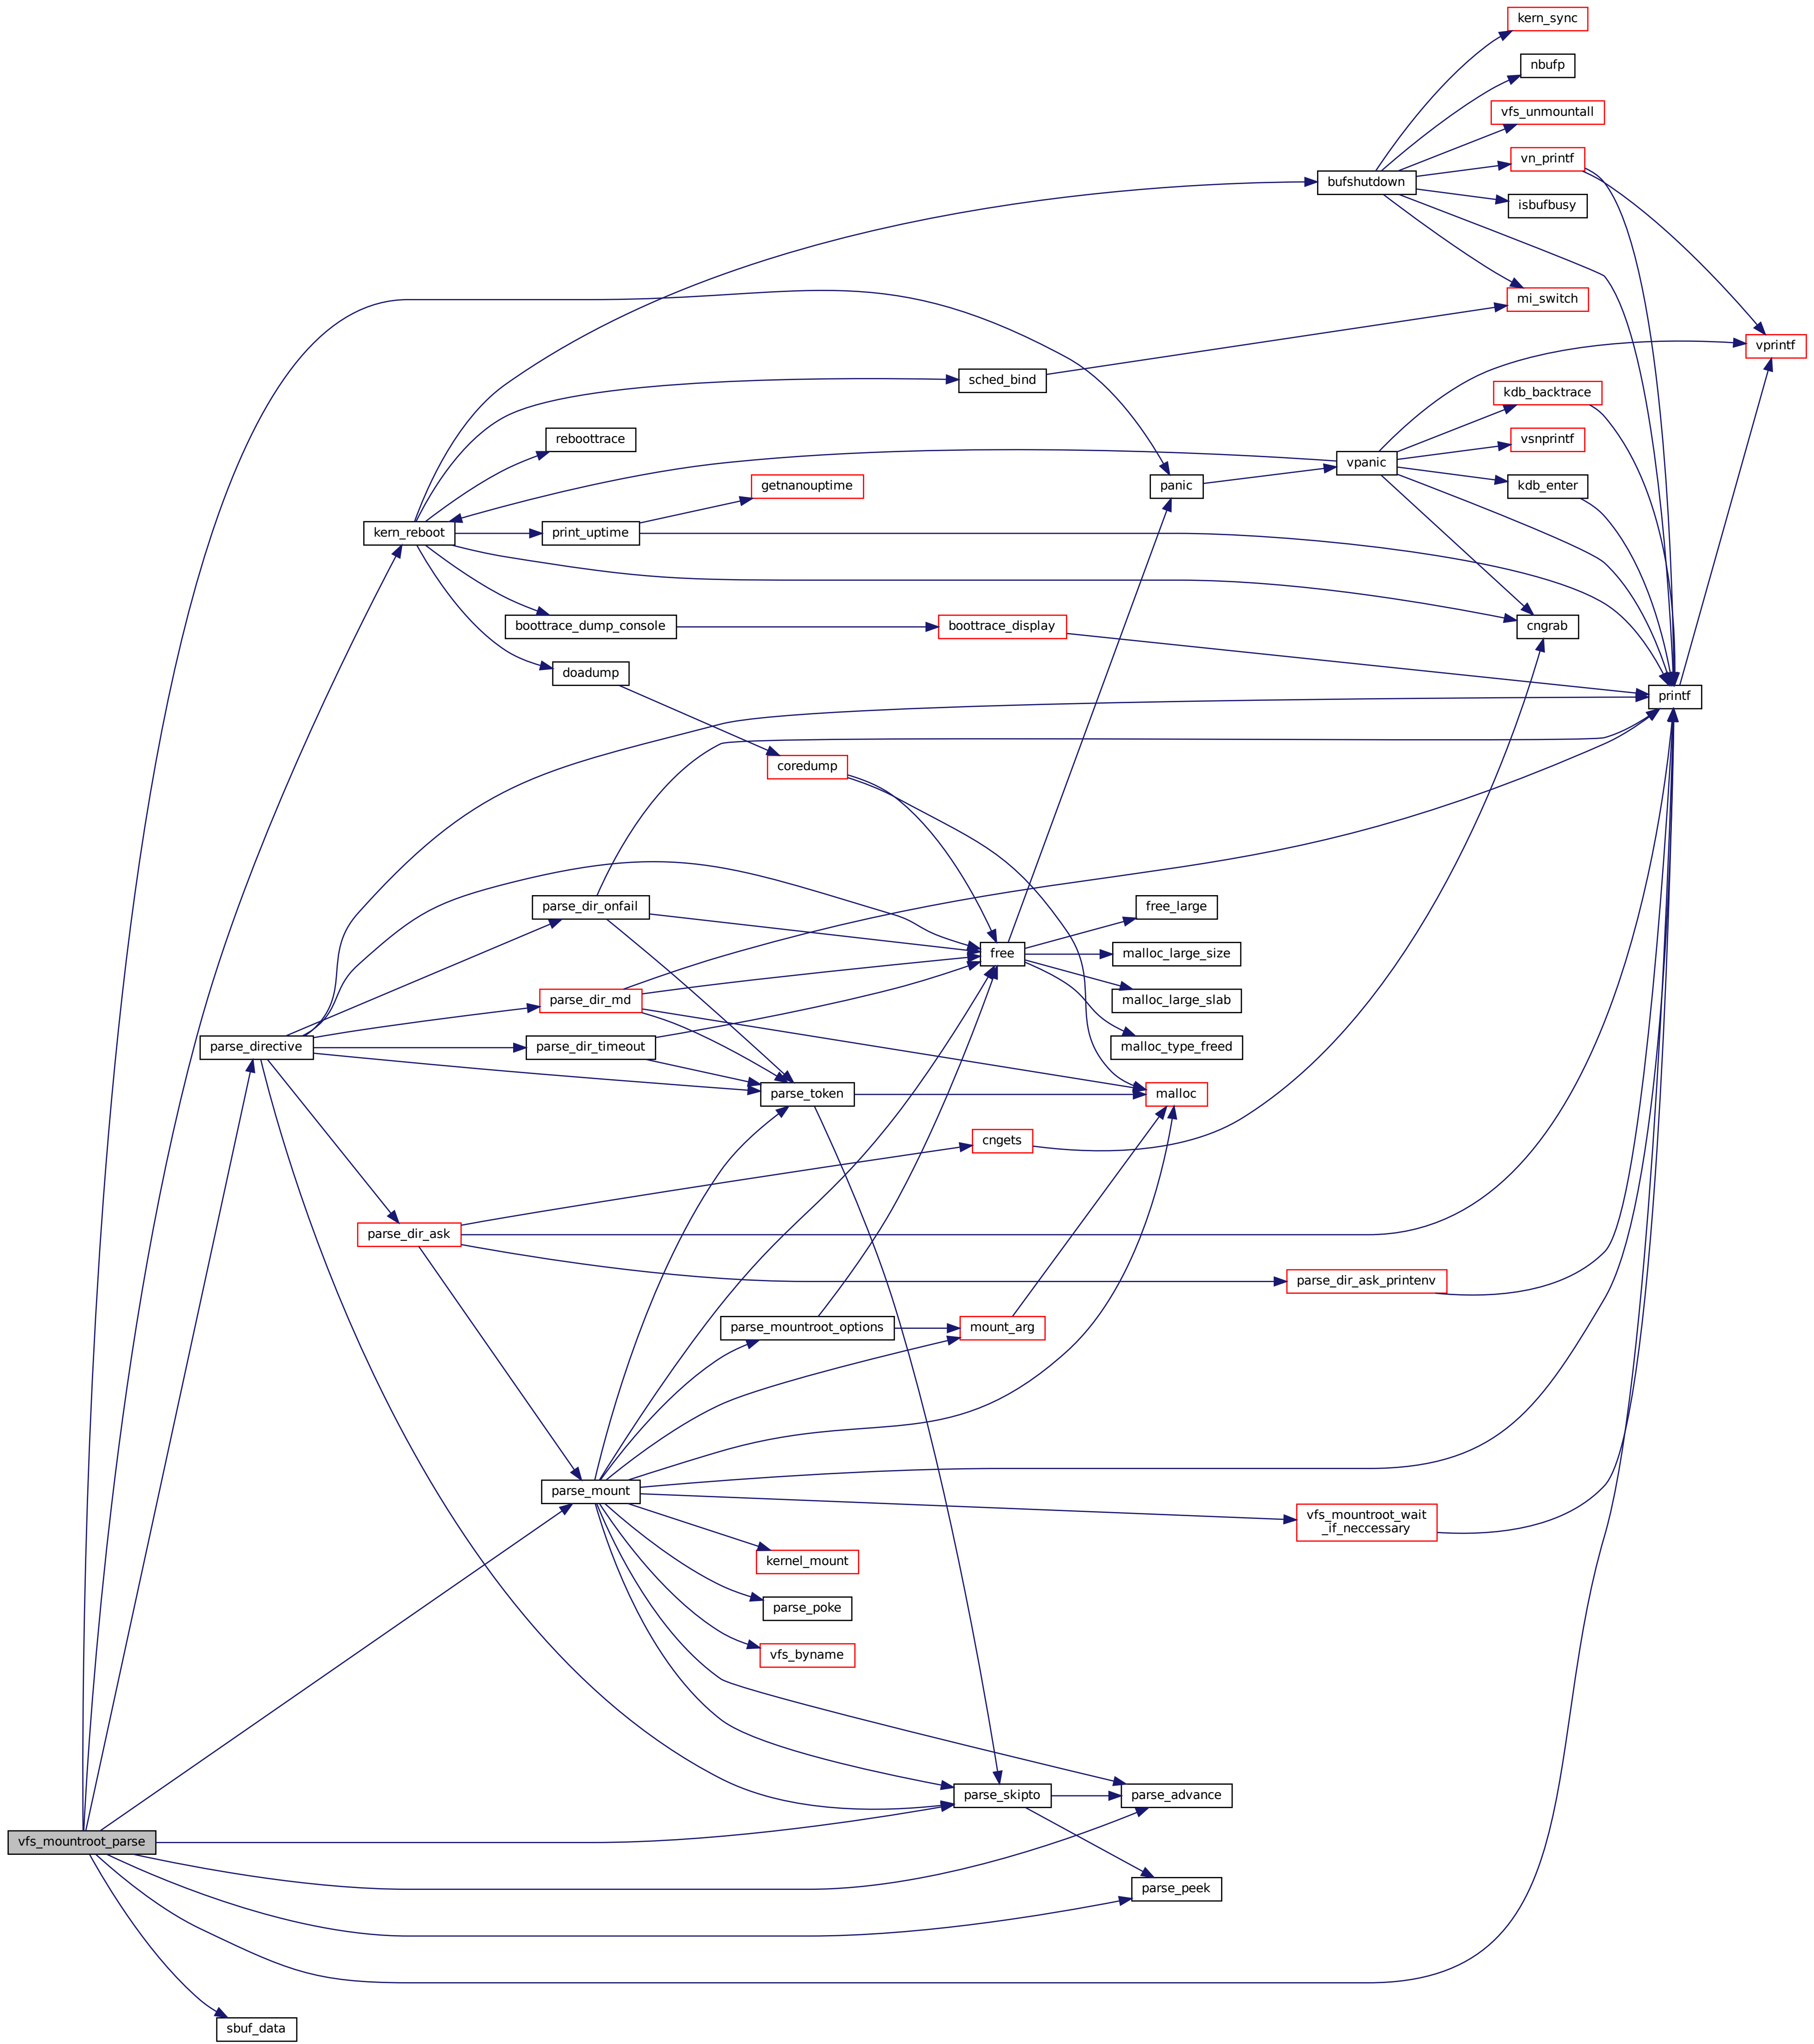 kern_sync
nbufp
vfs_unmountall
vn_printf
bufshutdown
isbufbusy
mi_switch
vprintf
sched_bind
kdb_backtrace
reboottrace
vsnprintf
vpanic
getnanouptime
panic
kdb_enter
kern_reboot
print_uptime
boottrace_dump_console
boottrace_display
cngrab
doadump
printf
coredump
parse_dir_onfail
free_large
free
malloc_large_size
parse_dir_md
malloc_large_slab
parse_directive
parse_dir_timeout
malloc_type_freed
parse_token
malloc
cngets
parse_dir_ask
parse_dir_ask_printenv
parse_mountroot_options
mount_arg
parse_mount
vfs_mountroot_wait
_if_neccessary
kernel_mount
parse_poke
vfs_byname
parse_skipto
parse_advance
vfs_mountroot_parse
parse_peek
sbuf_data